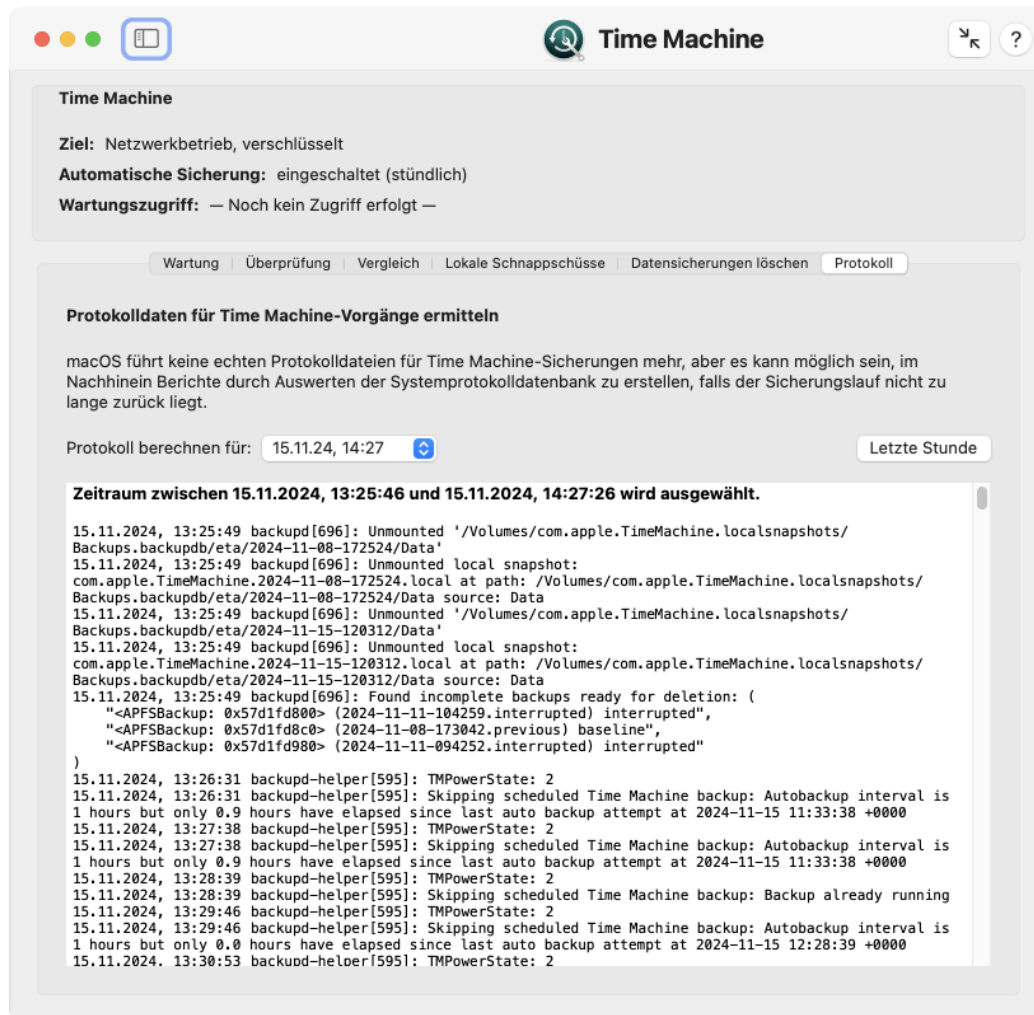 Time Machine
?
Time Machine
Ziel: Netzwerkbetrieb, verschlüsselt
Automatische Sicherung: eingeschaltet (stündlich)
Wartungszugriff: — Noch kein Zugriff erfolgt —
Wartung Überprüfung Vergleich Lokale Schnappschüsse Datensicherungen löschen Protokoll
Protokolldaten für Time Machine-Vorgänge ermitteln
macOS führt keine echten Protokolldateien für Time Machine-Sicherungen mehr, aber es kann möglich sein, im
Nachhinein Berichte durch Auswerten der Systemprotokolldatenbank zu erstellen, falls der Sicherungslauf nicht zu
lange zurück liegt.
Protokoll berechnen für: 15.11.24, 14:27 Letzte Stunde
Zeitraum zwischen 15.11.2024, 13:25:46 und 15.11.2024, 14:27:26 wird ausgewählt.
15.11.2024, 13:25:49 backupd[696]: Unmounted '/Volumes/com.apple.TimeMachine.localsnapshots/
Backups.backupdb/eta/2024-11-08-172524/Data'
15.11.2024, 13:25:49 backupd[696]: Unmounted local snapshot:
com.apple.TimeMachine.2024-11-08-172524.local at path: /Volumes/com.apple.TimeMachine.localsnapshots/
Backups.backupdb/eta/2024-11-08-172524/Data source: Data
15.11.2024, 13:25:49 backupd[696]: Unmounted '/Volumes/com.apple.TimeMachine.localsnapshots/
Backups.backupdb/eta/2024-11-15-120312/Data'
15.11.2024, 13:25:49 backupd[696]: Unmounted local snapshot:
com.apple.TimeMachine.2024-11-15-120312.local at path: /Volumes/com.apple.TimeMachine.localsnapshots/
Backups.backupdb/eta/2024-11-15-120312/Data source: Data
15.11.2024, 13:25:49 backupd[696]: Found incomplete backups ready for deletion: (
"<APFSBackup: 0x57d1fd800> (2024-11-11-104259.interrupted) interrupted",
"<APFSBackup: 0x57d1fd8c0> (2024-11-08-173042.previous) baseline",
"<APFSBackup: 0x57d1fd980> (2024-11-11-094252.interrupted) interrupted"
)
15.11.2024, 13:26:31 backupd-helper[595]: TMPowerState: 2
15.11.2024, 13:26:31 backupd-helper[595]: Skipping scheduled Time Machine backup: Autobackup interval is
1 hours but only 0.9 hours have elapsed since last auto backup attempt at 2024-11-15 11:33:38 +0000
15.11.2024, 13:27:38 backupd-helper[595]: TMPowerState: 2
15.11.2024, 13:27:38 backupd-helper[595]: Skipping scheduled Time Machine backup: Autobackup interval is
1 hours but only 0.9 hours have elapsed since last auto backup attempt at 2024-11-15 11:33:38 +0000
15.11.2024, 13:28:39 backupd-helper[595]: TMPowerState: 2
15.11.2024, 13:28:39 backupd-helper[595]: Skipping scheduled Time Machine backup: Backup already running
15.11.2024, 13:29:46 backupd-helper[595]: TMPowerState: 2
15.11.2024, 13:29:46 backupd-helper[595]: Skipping scheduled Time Machine backup: Autobackup interval is
1 hours but only 0.0 hours have elapsed since last auto backup attempt at 2024-11-15 12:28:39 +0000
15.11.2024, 13:30:53 backupd-helper[595]: TMPowerState: 2